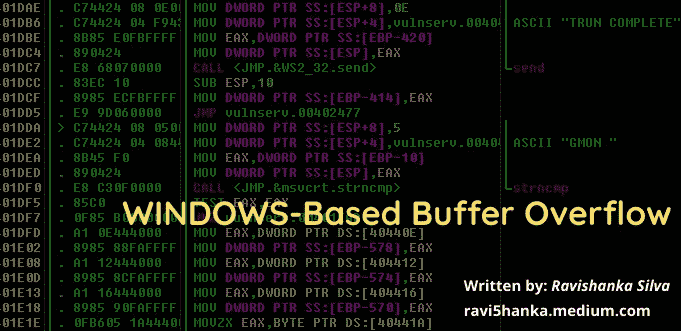 01DAE . C74424 08 0E00 MOV DWORD PTR SS:[ESP+8],0E
01DB6 . C74424 04 F94 MOV DWORD PTR SS:[ESP+4],vulnserv.0040 ASCII "TRUN COMPLETE"
01DBE . 8B85 E0FBFFFF MOV EAX,DWORD PTR SS:[EBP-420]
01DC4 . 890424 MOV DWORD PTR SS:[ESP],EAX
01DC7 . E8 68070000 CALL <JMP.&WS2_32.send> send
01DCC . 83EC 10 SUB ESP,10
01DCF . 8985 ECFBFFFF MOV DWORD PTR SS:[EBP-414],EAX
01DD5 . E9 9D060000 JMP vulnserv.00402477
01DDA > C74424 08 0500 MOV DWORD PTR SS:[ESP+8],5
01DE2 . C74424 04 084 MOV DWORD PTR SS:[ESP+4],vulnserv.0040 ASCII "GMON "
01DEA . 8B45 F0 MOV EAX,DWORD PTR SS:[EBP-10]
01DED . 890424 MOV DWORD PTR SS:[ESP],EAX
01DF0 . E8 C30F0000 CALL <JMP.&msvcrt.strncmp> strncmp
01DF5 . 85C0 TEST EAX,EAX
01DF7 . 0F85
WINDOWS-Based Buffer Overflow
01DFD . A1 0E444000 MOV EAX,DWORD PTR DS:[40440E]
01E02 . 8985 88FAFFFF MOV DWORD PTR SS:[EBP-578],EAX
01E08 . A1 12444000 MOV EAX,DWORD PTR DS:[404412]
01E0D . 8985 8CFAFFFF MOV DWORD PTR SS:[EBP-574],EAX
01E13 . A1 16444000 MOV EAX,DWORD PTR DS:[404416]
01E18 . 8985 90FAFFFF MOV DWORD PTR SS:[EBP-570],EAX
01E1E . 0FB605 1A4440 MOVZX EAX,BYTE PTR DS:[40441A]
Written by: Ravishanka Silva
ravi5hanka.medium.com